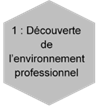 1 : Découverte
de
l'environnement
professionnel